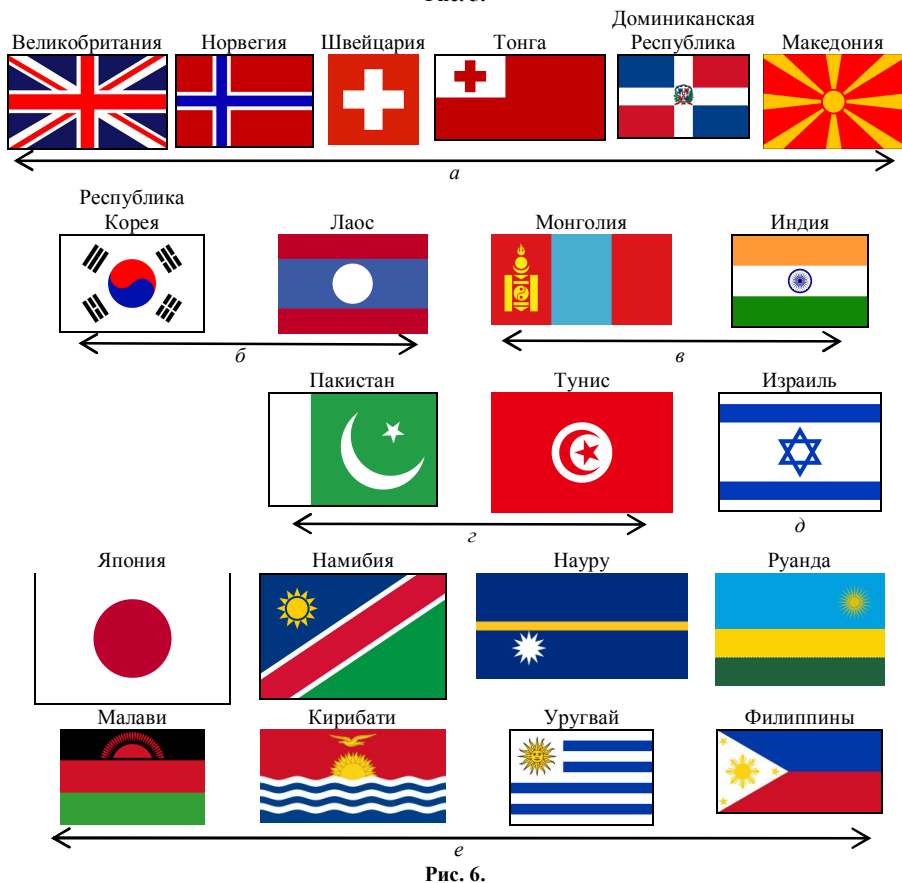 Рис. 5.
Великобритания Норвегия Швейцария Тонга Доминиканская Республика Македония
а
Республика Корея Лаос Монголия Индия
б в
Пакистан Тунис Израиль
г д
Япония Намибия Науру Руанда
Малави Кирибати Уругвай Филиппины
е
Рис. 6.